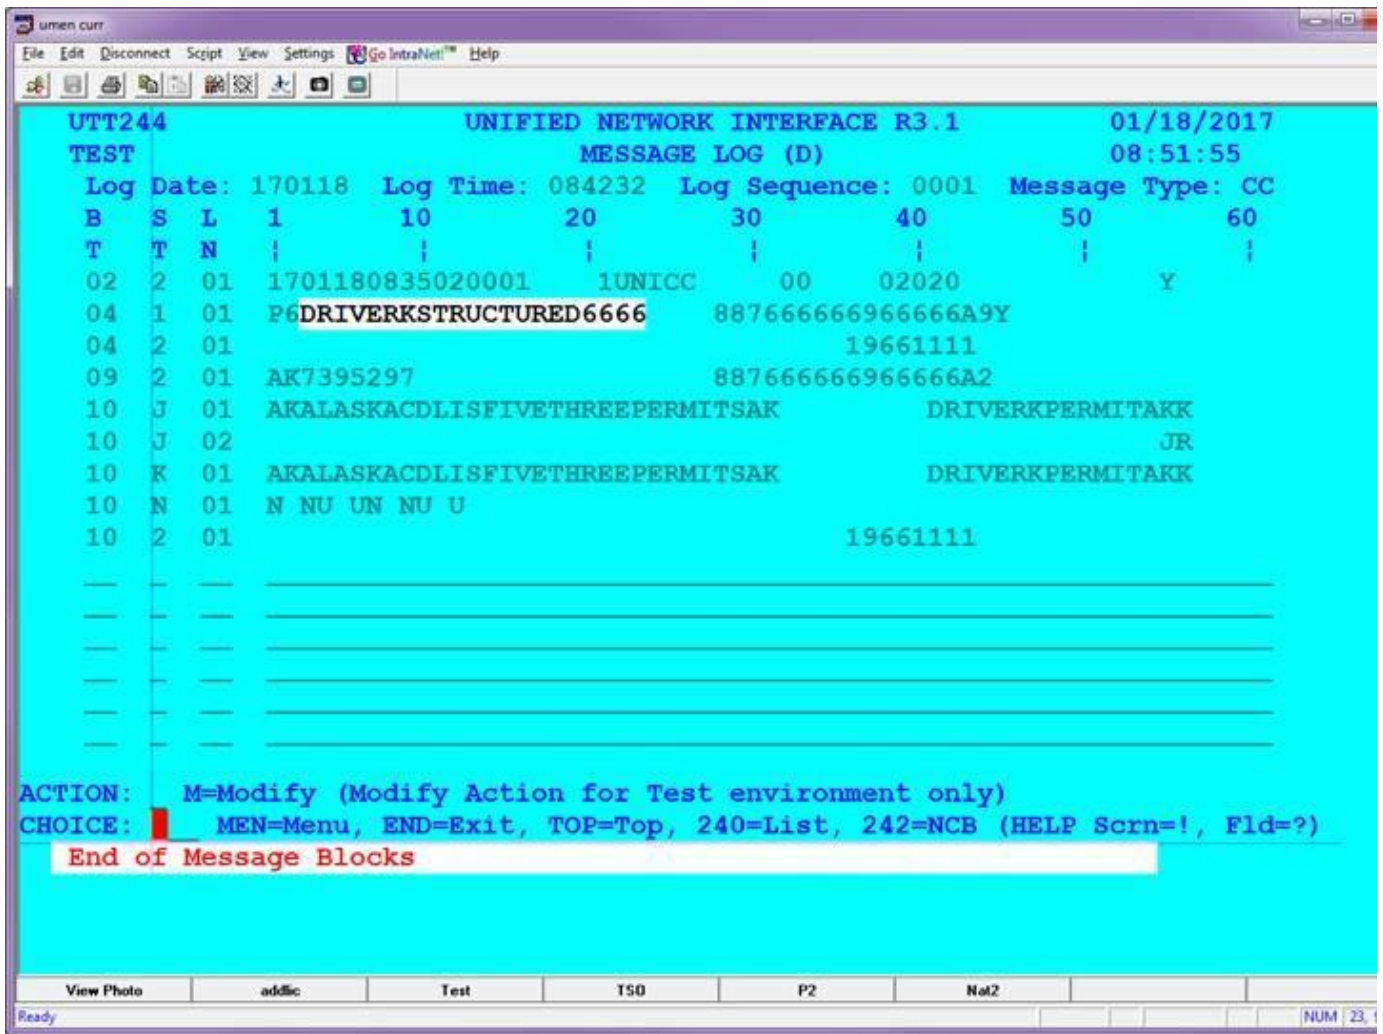 umen curr
File Edit Disconnect Script View Settings Go IntraNet!™ Help
UTT244 UNIFIED NETWORK INTERFACE R3.1 01/18/2017
TEST MESSAGE LOG (D) 08:51:55
Log Date: 170118 Log Time: 084232 Log Sequence: 0001 Message Type: CC
B S L 1 10 20 30 40 50 60
T T N ¦ ¦ ¦ ¦ ¦ ¦ ¦
02 2 01 1701180835020001 1UNICC 00 02020 Y
04 1 01 P6DRIVERKSTRUCTURED6666 887666666966666A9Y
04 2 01 19661111
09 2 01 AK7395297 887666666966666A2
10 J 01 AKALASKACDLISFIVETHREEPERMITSAK DRIVERKPERMITAKK
10 J 02 JR
10 K 01 AKALASKACDLISFIVETHREEPERMITSAK DRIVERKPERMITAKK
10 N 01 N NU UN NU U
10 2 01 19661111
ACTION: M=Modify (Modify Action for Test environment only)
CHOICE: MEN=Menu, END=Exit, TOP=Top, 240=List, 242=NCB (HELP Scrn=!, Fld=?)
End of Message Blocks
View Photo addlic Test TSO P2 Nat2
Ready NUM 23,